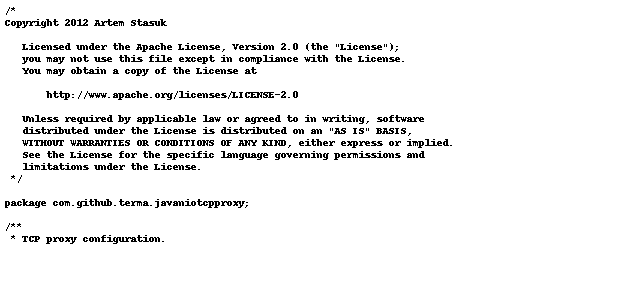 /*
Copyright 2012 Artem Stasuk

   Licensed under the Apache License, Version 2.0 (the "License");
   you may not use this file except in compliance with the License.
   You may obtain a copy of the License at

       http://www.apache.org/licenses/LICENSE-2.0

   Unless required by applicable law or agreed to in writing, software
   distributed under the License is distributed on an "AS IS" BASIS,
   WITHOUT WARRANTIES OR CONDITIONS OF ANY KIND, either express or implied.
   See the License for the specific language governing permissions and
   limitations under the License.
 */

package com.github.terma.javaniotcpproxy;

/**
 * TCP proxy configuration.